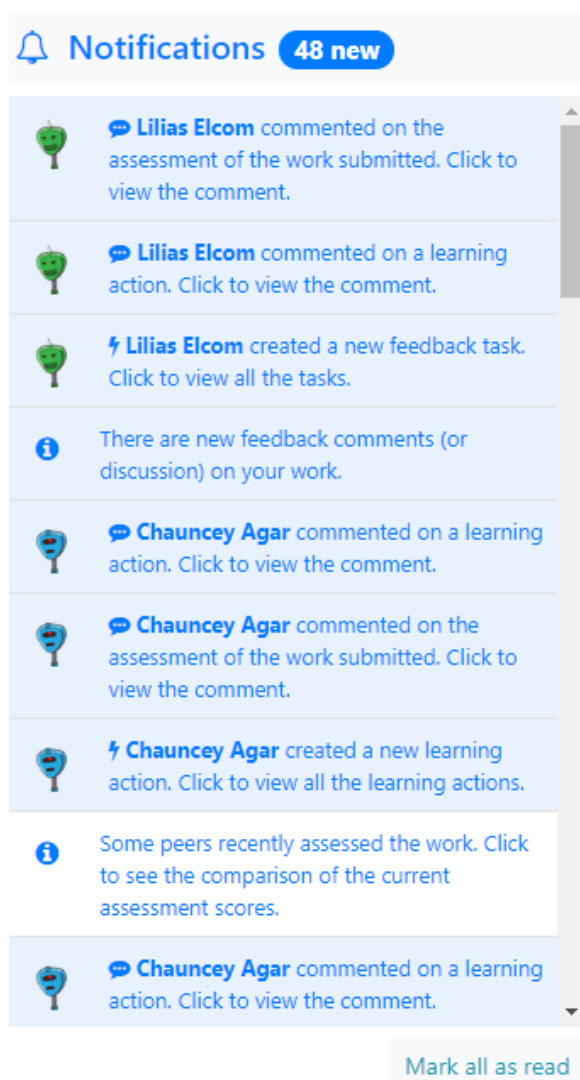 Notifications 48 new
Lilias Elcom commented on the
assessment of the work submitted. Click to
view the comment.
Lilias Elcom commented on a learning
action. Click to view the comment.
Lilias Elcom created a new feedback task.
Click to view all the tasks.
There are new feedback comments (or
discussion) on your work.
Chauncey Agar commented on a learning
action. Click to view the comment.
Chauncey Agar commented on the
assessment of the work submitted. Click to
view the comment.
Chauncey Agar created a new learning
action. Click to view all the learning actions.
Some peers recently assessed the work. Click
to see the comparison of the current
assessment scores.
Chauncey Agar commented on a learning
action. Click to view the comment.
Mark all as read